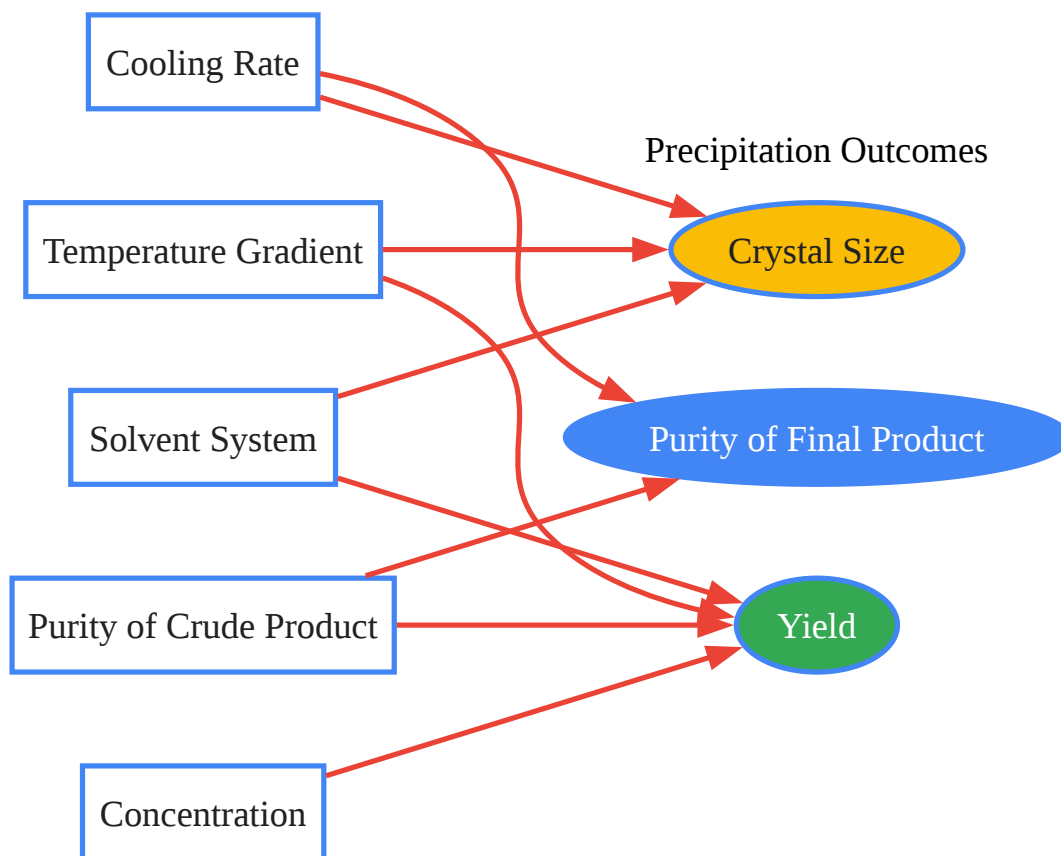 Cooling Rate
Precipitation Outcomes
Temperature Gradient
Crystal Size
Solvent System
Purity of Final Product
Purity of Crude Product
Yield
Concentration